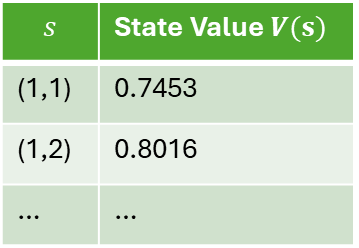 s State Value V(s)
(1,1) 0.7453
(1,2) 0.8016
... ...